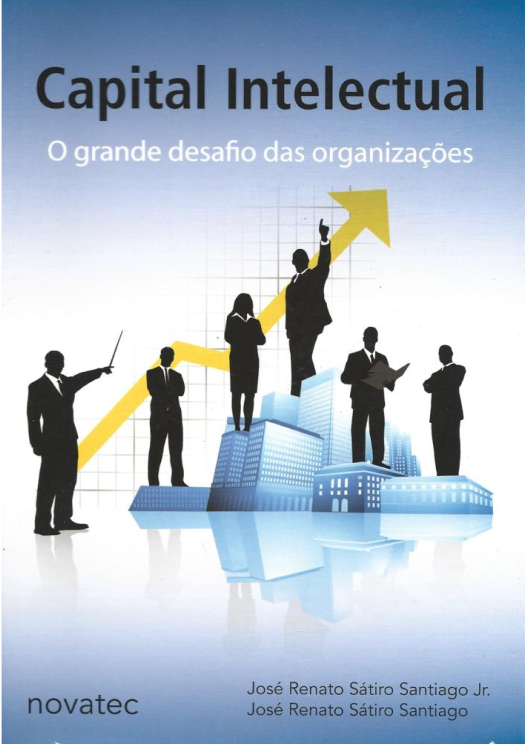 Capital Intelectual
O grande desafio das organizações
José Renato Sátiro Santiago Jr.
José Renato Sátiro Santiago
novatec